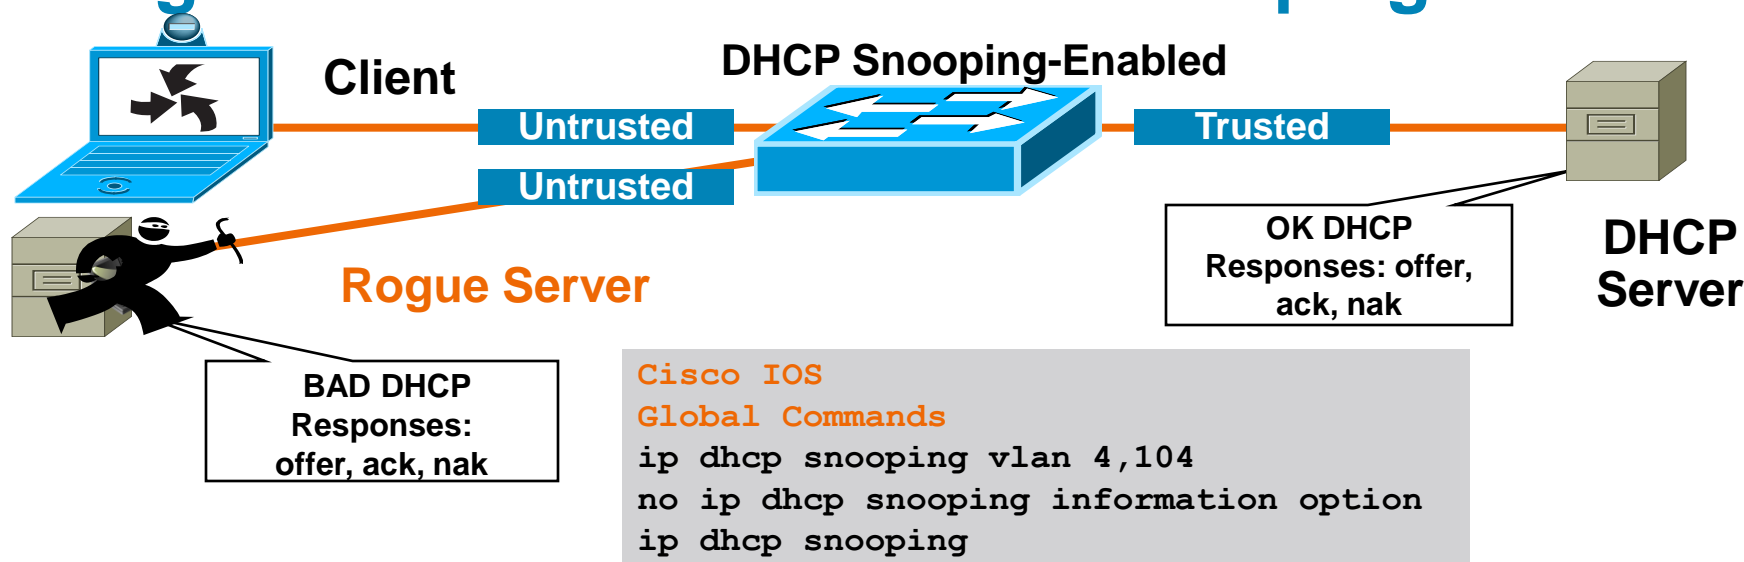 Client
DHCP Snooping-Enabled
Untrusted
Trusted
Untrusted
OK DHCP
Responses: offer,
ack, nak
DHCP
Server
Rogue Server
BAD DHCP
Responses:
offer, ack, nak
Cisco IOS
Global Commands
ip dhcp snooping vlan 4,104
no ip dhcp snooping information option
ip dhcp snooping